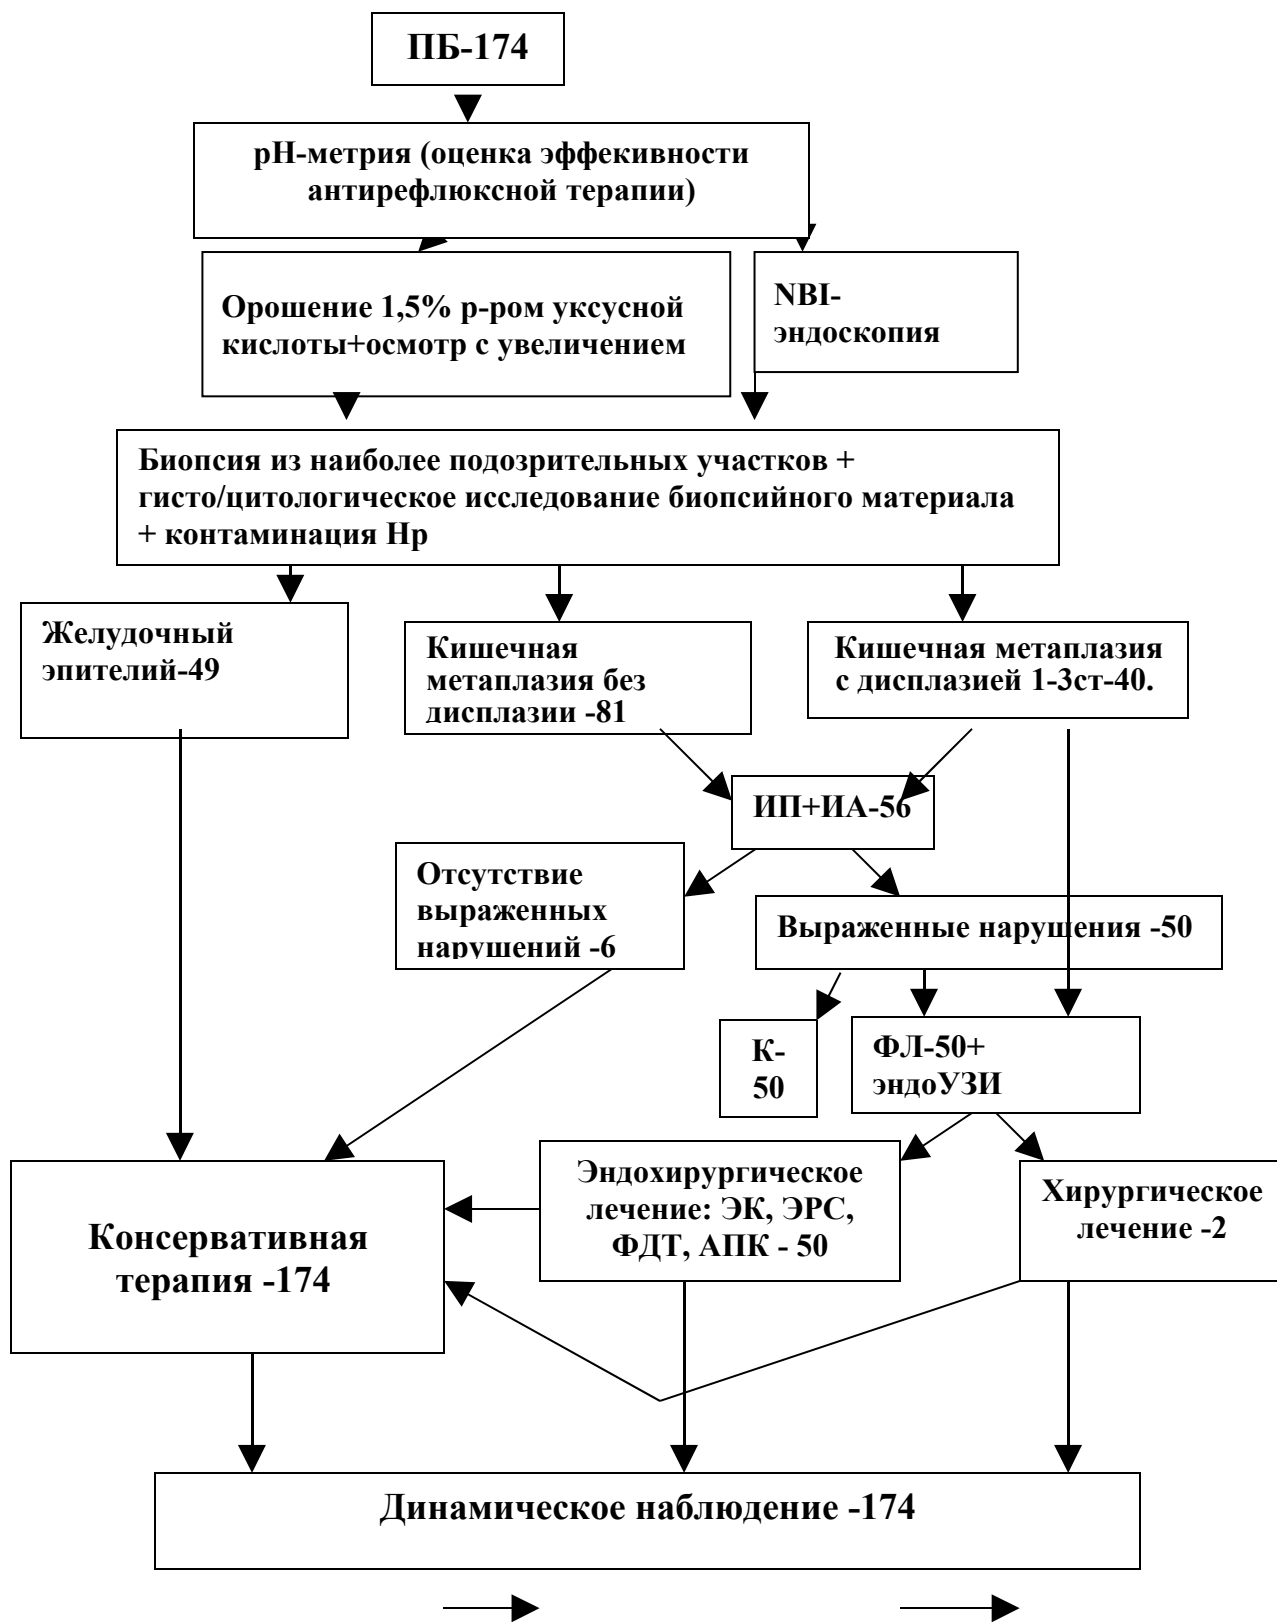 ПБ-174
рН-метрия (оценка эффекивности
антирефлюксной терапии)
Орошение 1,5% р-ром уксусной
кислоты+осмотр с увеличением
NBI-
эндоскопия
Биопсия из наиболее подозрительных участков +
гисто/цитологическое исследование биопсийного материала
+ контаминация Нр
Желудочный
эпителий-49
Кишечная
метаплазия без
дисплазии -81
Кишечная метаплазия
с дисплазией 1-3ст-40.
ИП+ИА-56
Отсутствие
выраженных
нарушений -6
Выраженные нарушения -50
К-
50
ФЛ-50+
эндоУЗИ
Эндохирургическое
лечение: ЭК, ЭРС,
ФДТ, АПК - 50
Хирургическое
лечение -2
Консервативная
терапия -174
Динамическое наблюдение -174